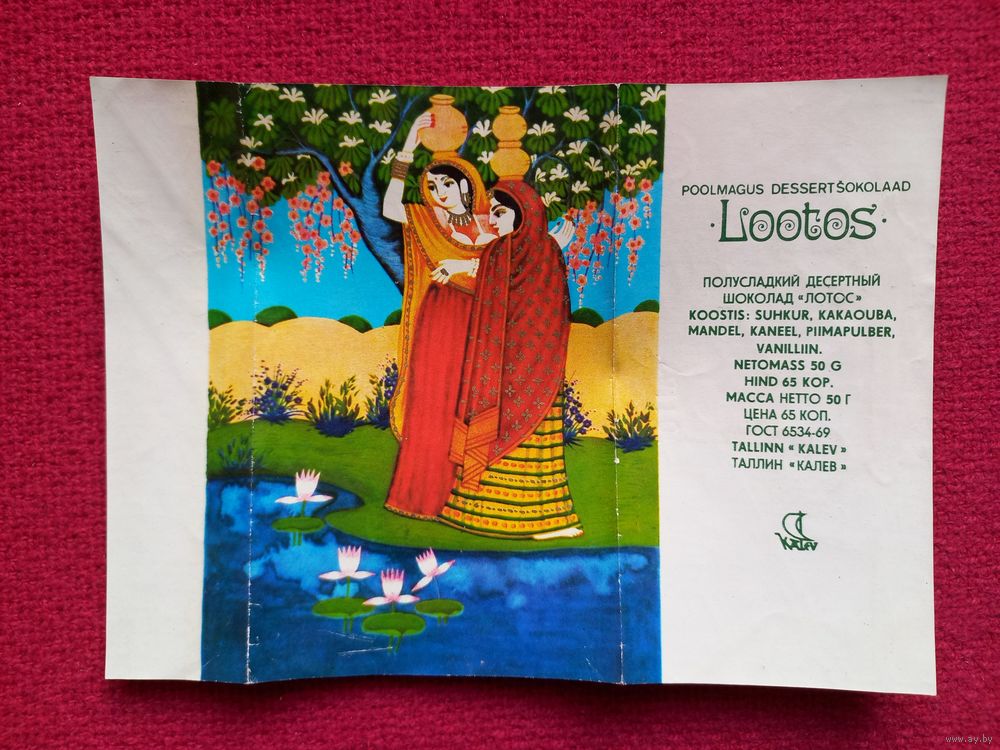 POOLMAGUS DESSERTŠOKOLAAD
·Lootos·
ПОЛУСЛАДКИЙ ДЕСЕРТНЫЙ
ШОКОЛАД «ЛОТОС»
KOOSTIS: SUHKUR, KAKAOUBA,
MANDEL, KANEEL, PIIMAPULBER,
VANILLIIN.
NETOMASS 50 G
HIND 65 KOP.
МАССА НЕТТО 50 Г
ЦЕНА 65 КОП.
ГОСТ 6534-69
TALLINN «KALEV»
ТАЛЛИН «КАЛЕВ»
KALEV
www.ay.by